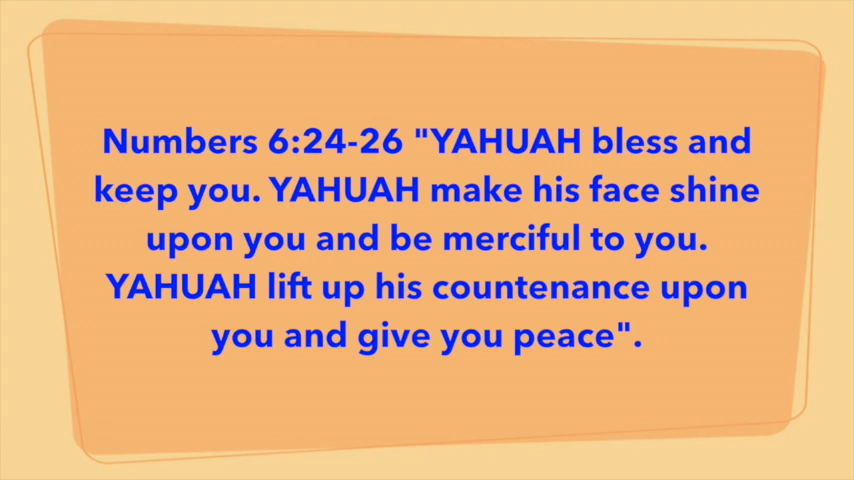 Numbers 6:24-26 "YAHUAH bless and
keep you. YAHUAH make his face shine
upon you and be merciful to you.
YAHUAH lift up his countenance upon
you and give you peace".